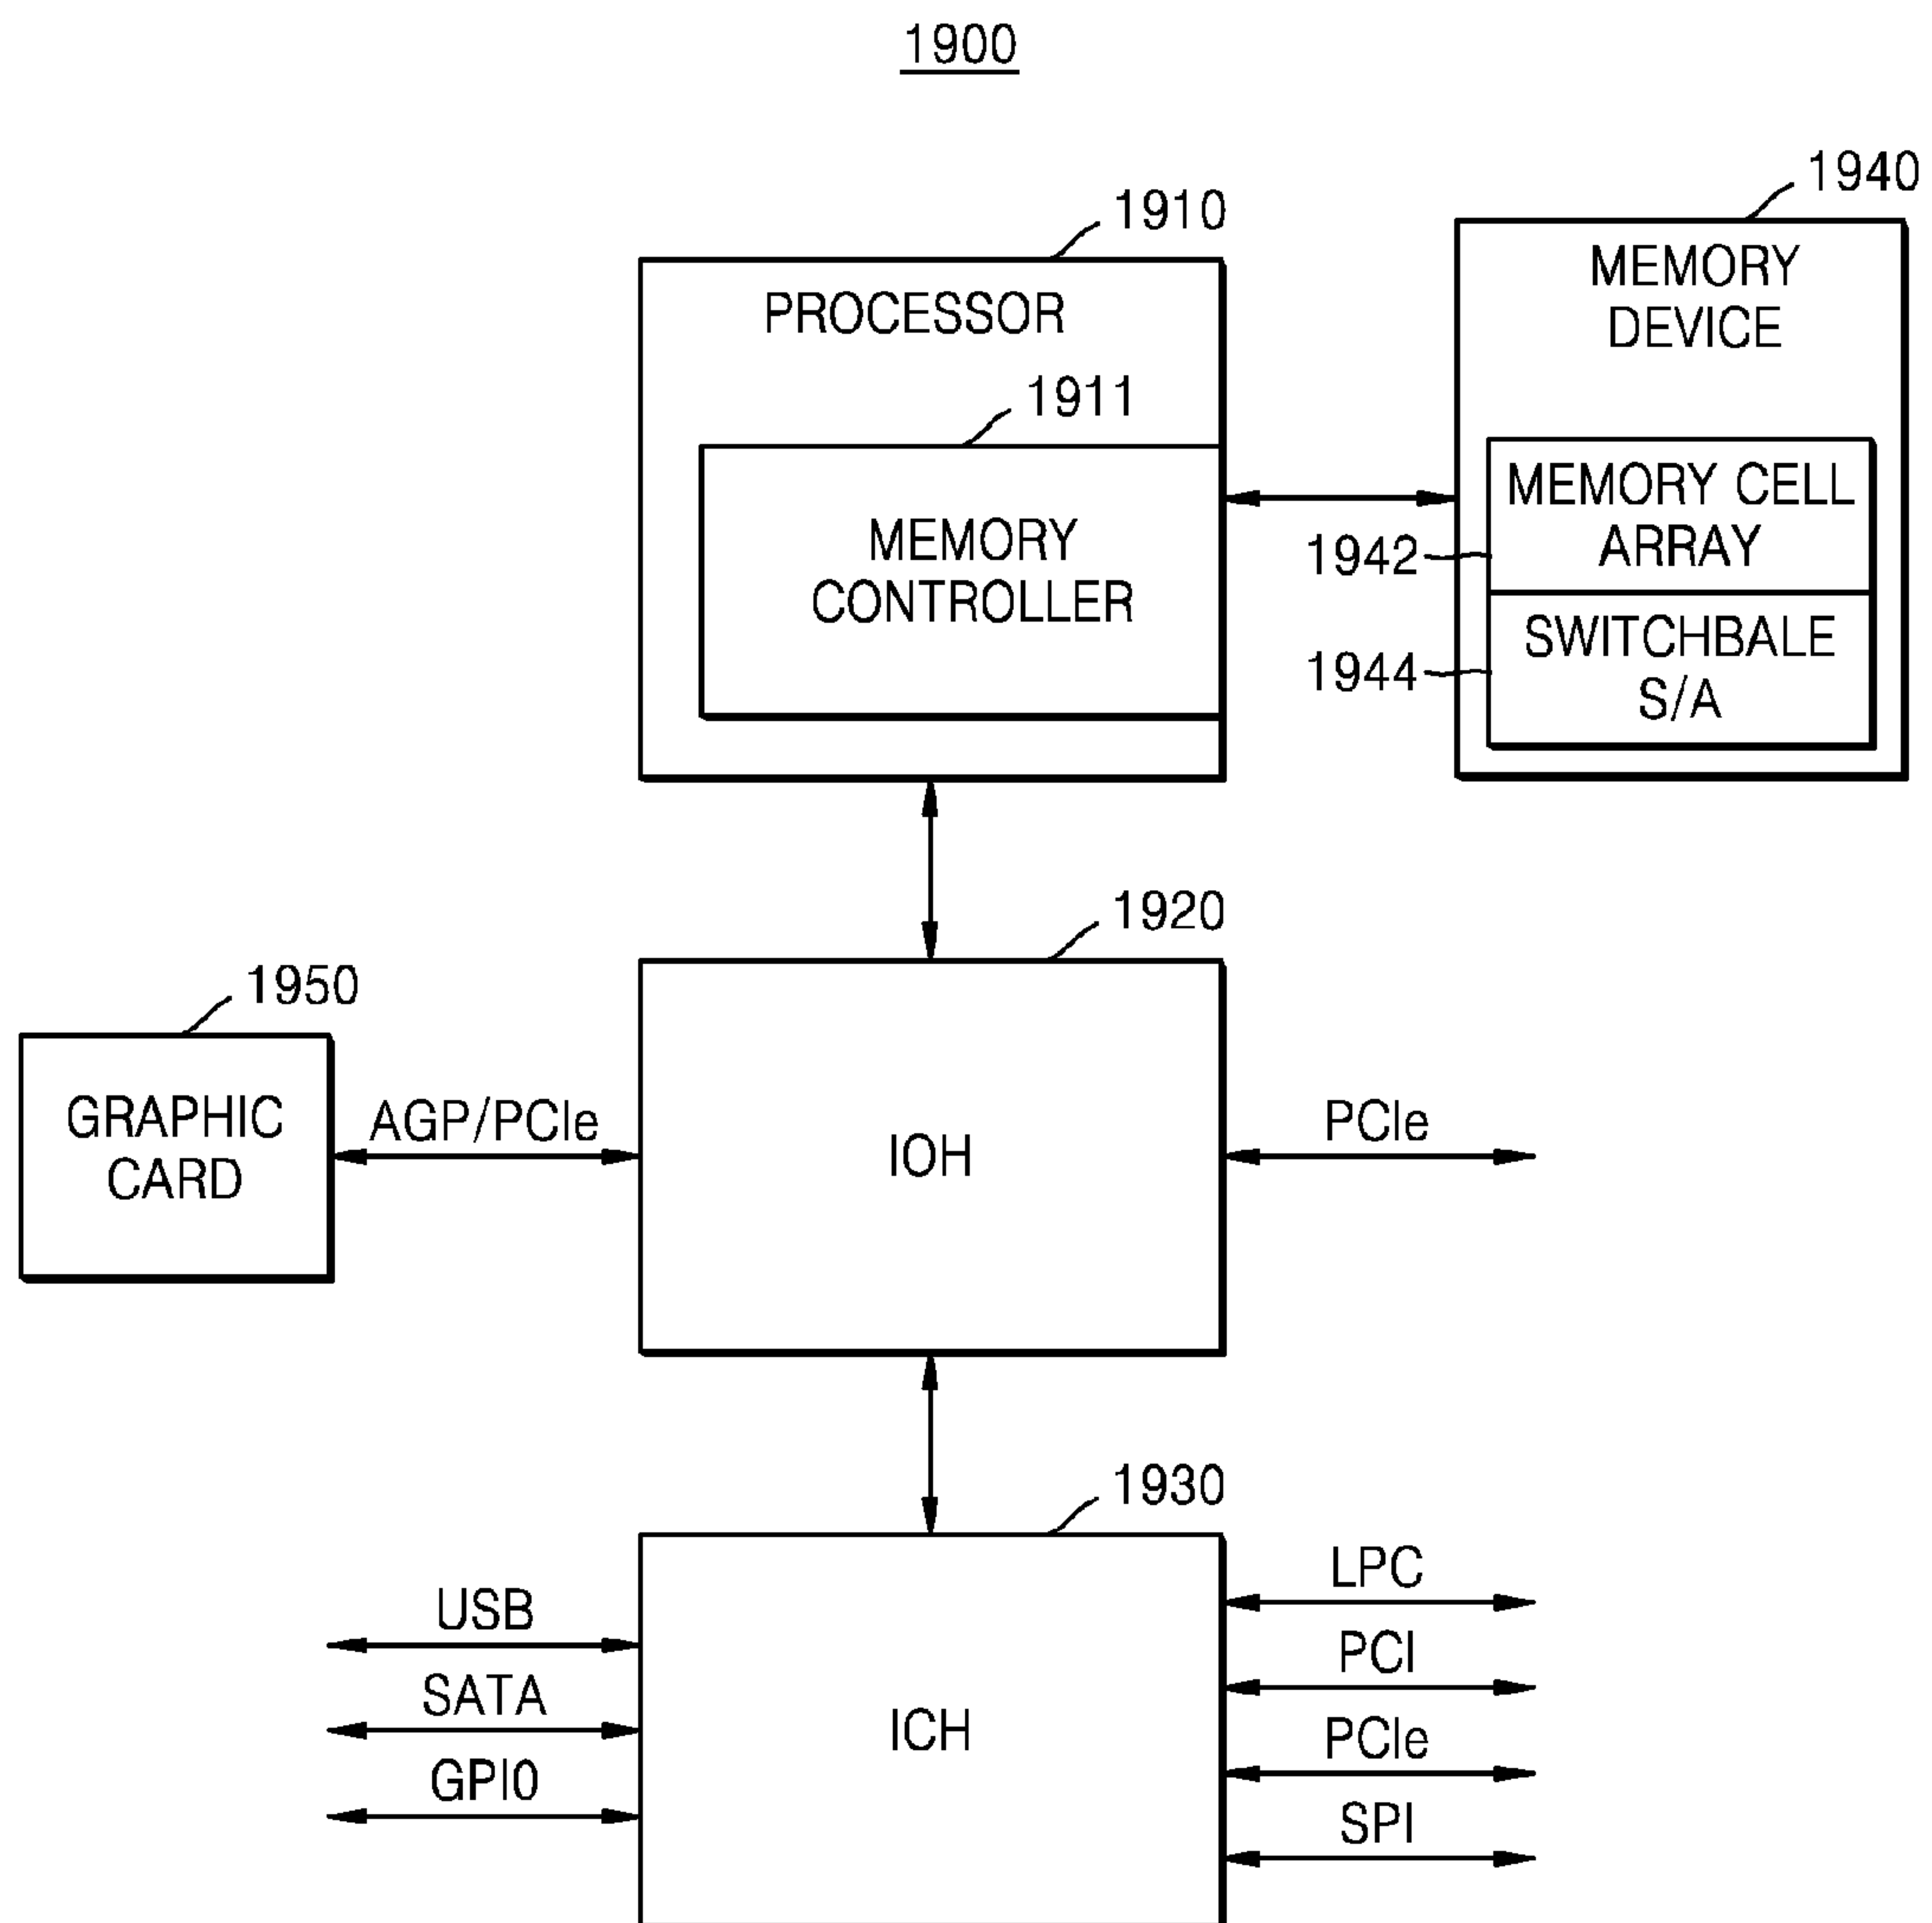 1900
1940
1910
MEMORY
DEVICE
PROCESSOR
1911
MEMORY CELL
ARRAY
1942
MEMORY
CONTROLLER
SWITCHBALE
S/A
1944
1920
1950
GRAPHIC
CARD
AGP/PCIe
IOH
PCIe
1930
LPC
USB
PCI
SATA
ICH
PCIe
GPI0
SPI